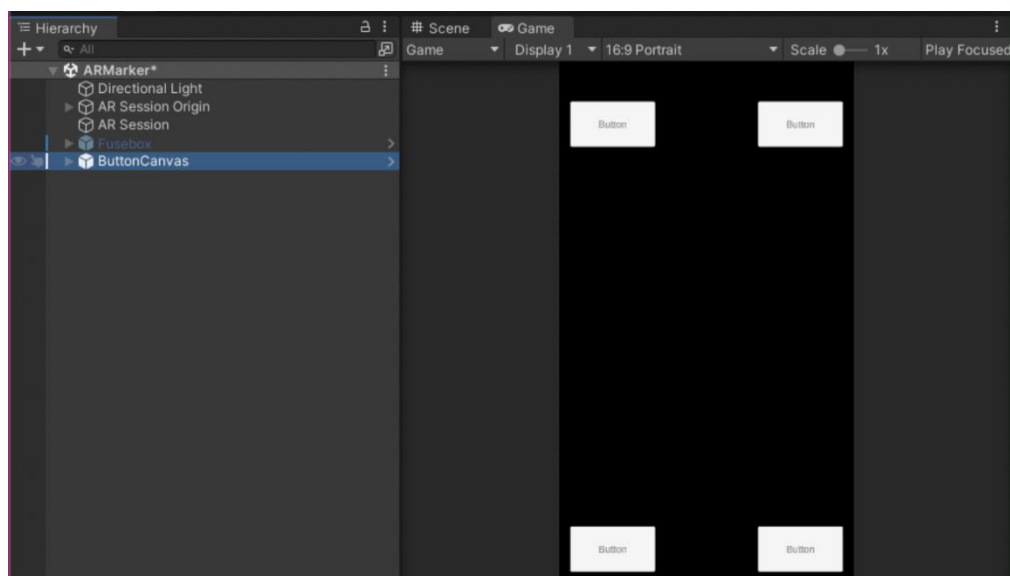 Hierarchy
All
ARMarker*
Directional Light
AR Session Origin
AR Session
Fusebox
ButtonCanvas
Scene Game
Game Display 1 16:9 Portrait Scale 1x Play Focused
Button Button
Button Button